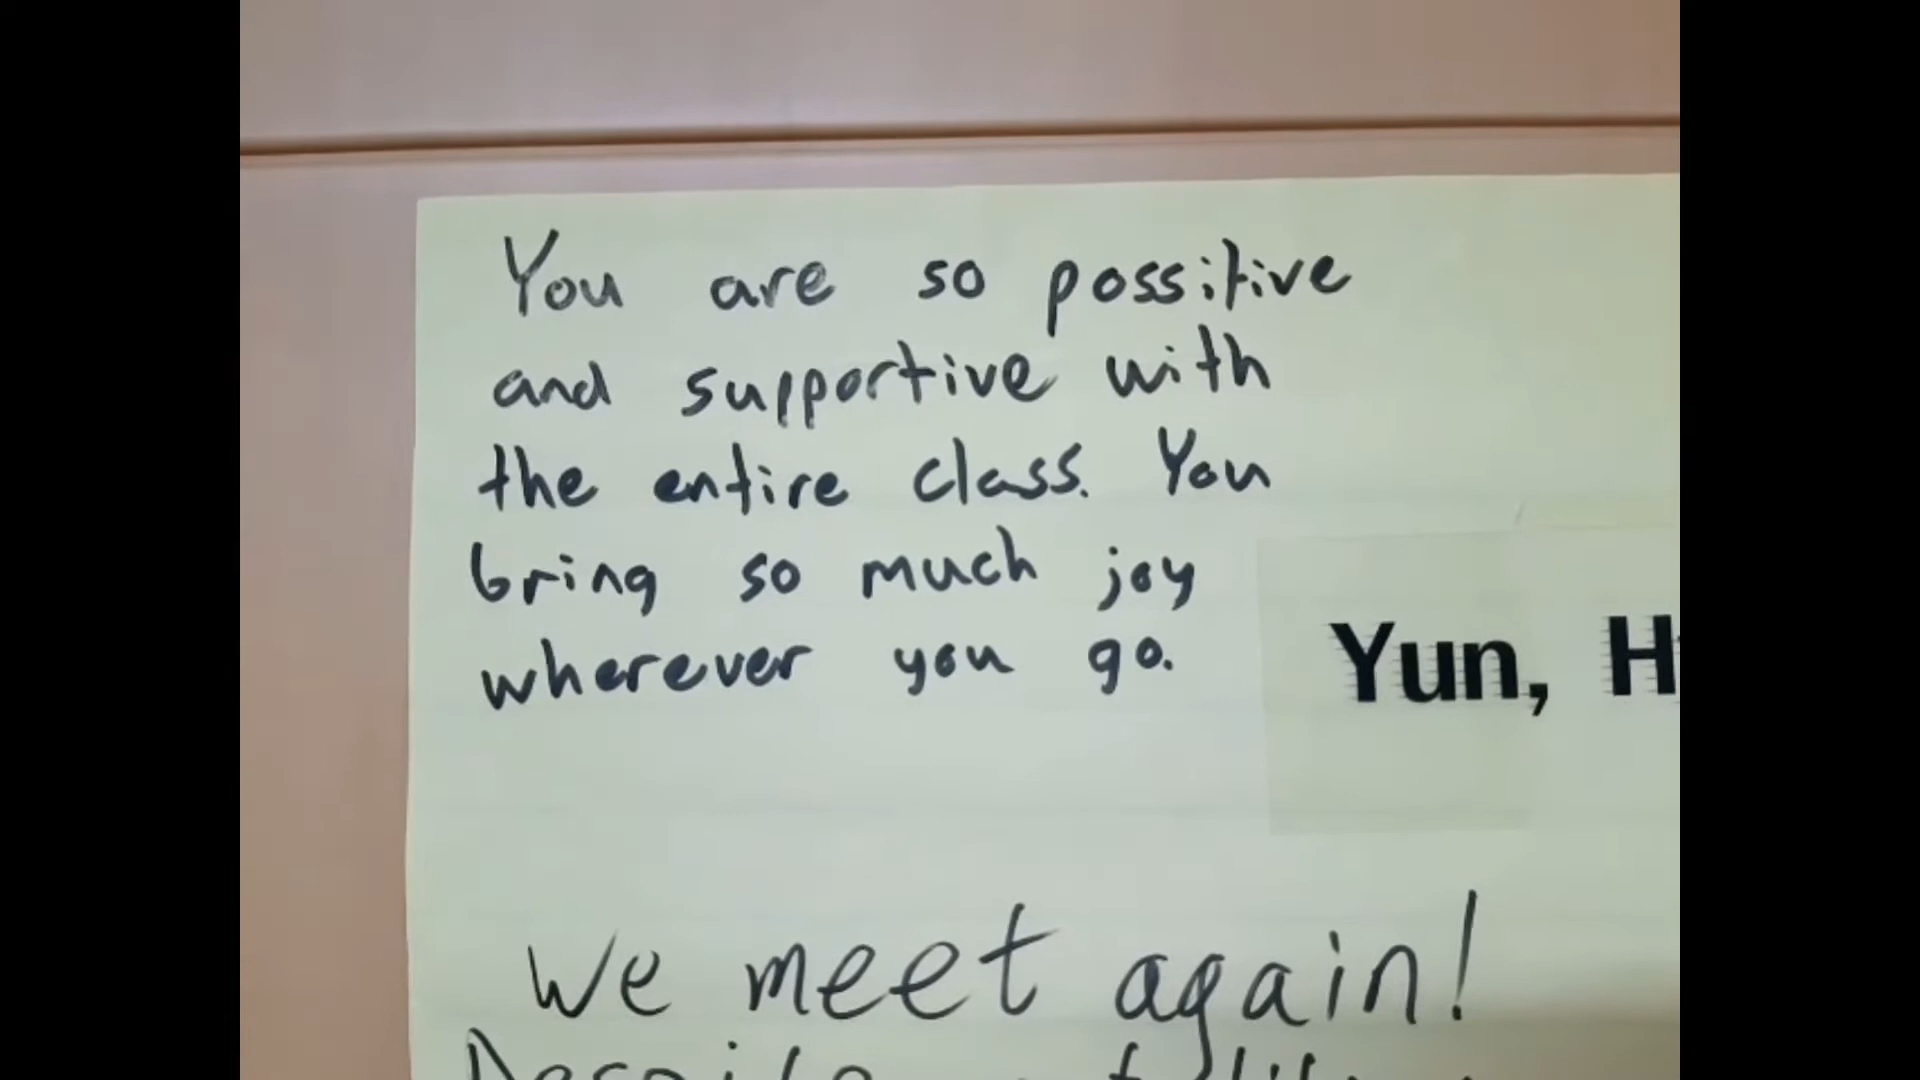 You are so possitive
and supportive with
the entire class. You
bring so much joy
wherever you go.
Yun, H
We meet again!
Despite